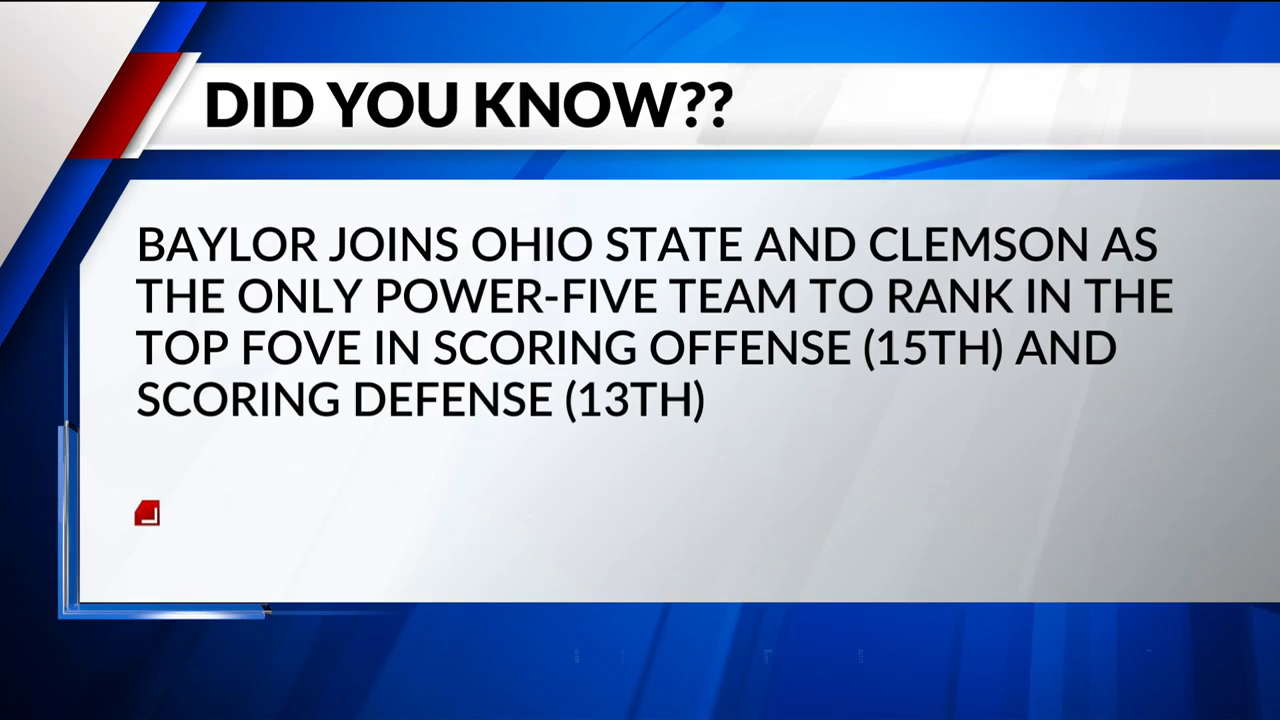 DID YOU KNOW??
BAYLOR JOINS OHIO STATE AND CLEMSON AS
THE ONLY POWER-FIVE TEAM TO RANK IN THE
TOP FOVE IN SCORING OFFENSE (15TH) AND
SCORING DEFENSE (13TH)